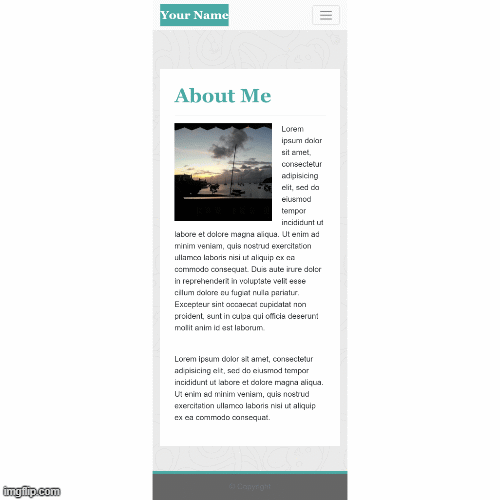 Your Name
About Me
Lorem
ipsum dolor
sit amet,
consectetur
adipisicing
elit, sed do
eiusmod
tempor
incididunt ut
labore et dolore magna aliqua. Ut enim ad
minim veniam, quis nostrud exercitation
ullamco laboris nisi ut aliquip ex ea
commodo consequat. Duis aute irure dolor
in reprehenderit in voluptate velit esse
cillum dolore eu fugiat nulla pariatur.
Excepteur sint occaecat cupidatat non
proident, sunt in culpa qui officia deserunt
mollit anim id est laborum.
Lorem ipsum dolor sit amet, consectetur
adipisicing elit, sed do eiusmod tempor
incididunt ut labore et dolore magna aliqua.
Ut enim ad minim veniam, quis nostrud
exercitation ullamco laboris nisi ut aliquip
ex ea commodo consequat.
© Copyright
imgflip.com